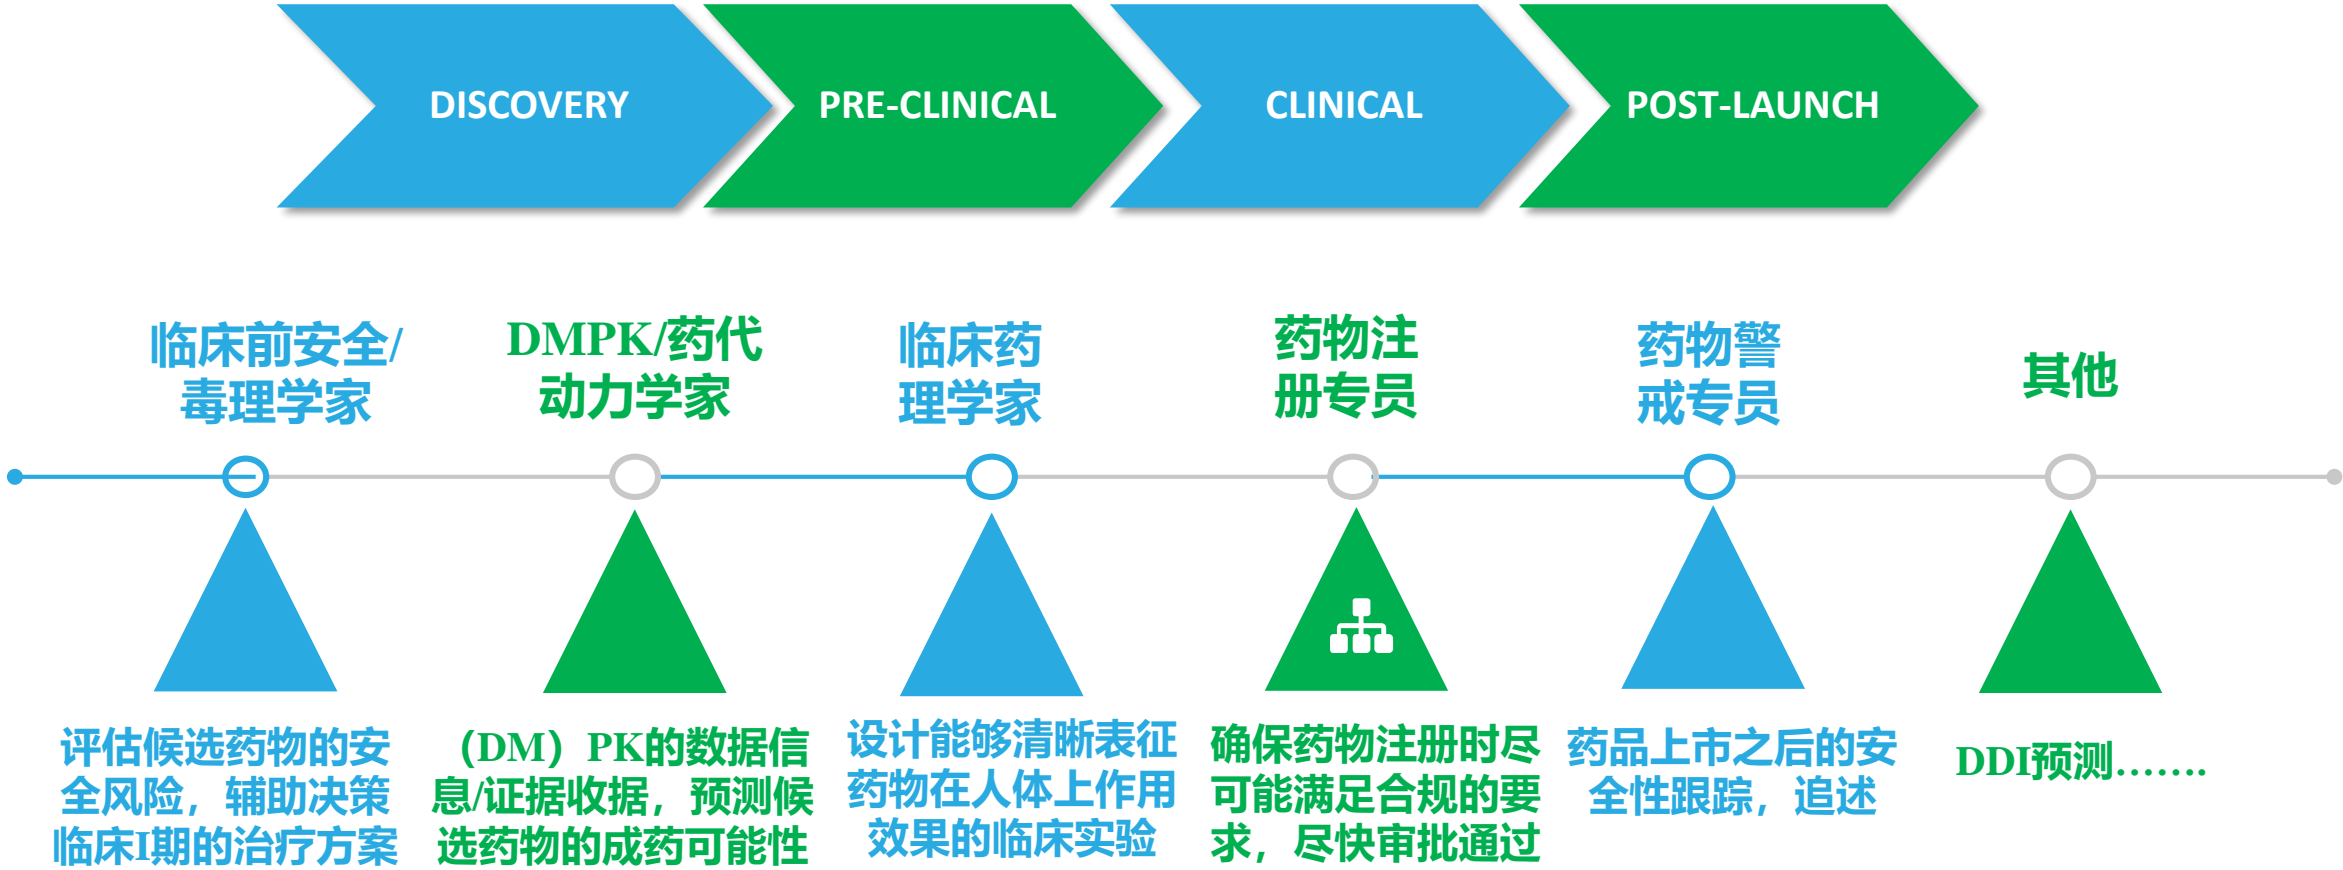 DISCOVERY
PRE-CLINICAL
CLINICAL
POST-LAUNCH
临床前安全/
毒理学家
DMPK/药代
动力学家
临床药
理学家
药物注
册专员
药物警
戒专员
其他
评估候选药物的安
全风险，辅助决策
临床I期的治疗方案
（DM）PK的数据信
息/证据收据，预测候
选药物的成药可能性
设计能够清晰表征
药物在人体上作用
效果的临床实验
确保药物注册时尽
可能满足合规的要
求，尽快审批通过
药品上市之后的安
全性跟踪，追述
DDI预测…….